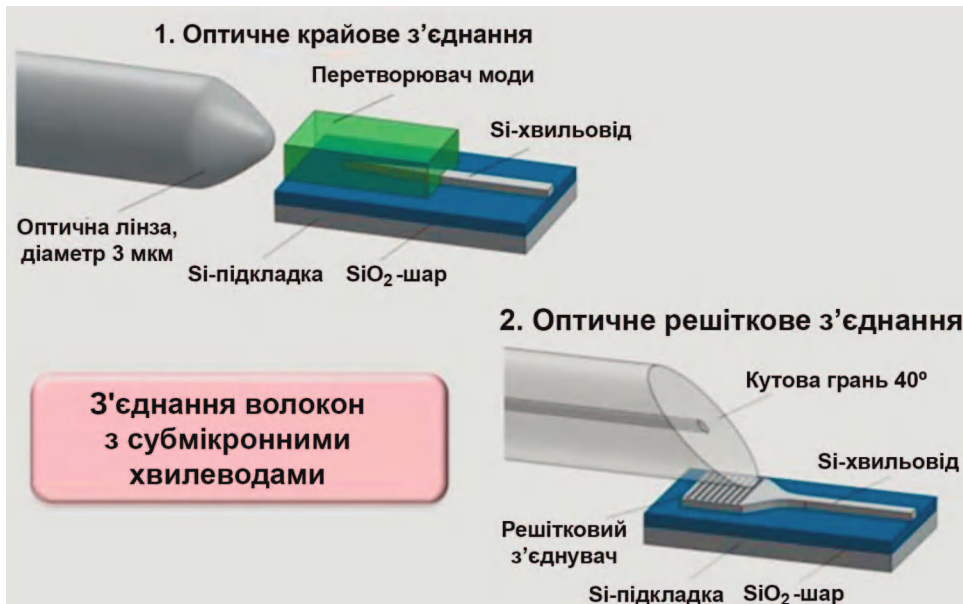 1. Оптичне крайове з’єднання
Перетворювач моди
Si-хвильовід
Оптична лінза,
діаметр 3 мкм
Si-підкладка
SiO₂-шар
2. Оптичне решіткове з’єднання
Кутова грань 40º
З'єднання волокон
з субмікронними
хвилеводами
Si-хвильовід
Решітковий
з’єднувач
Si-підкладка
SiO₂-шар